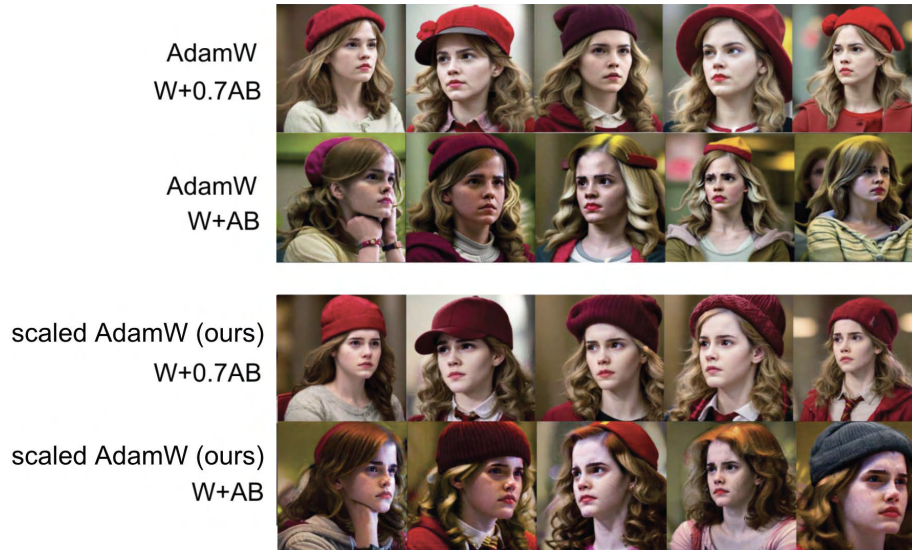 AdamW
W+0.7AB
AdamW
W+AB
scaled AdamW (ours)
W+0.7AB
scaled AdamW (ours)
W+AB